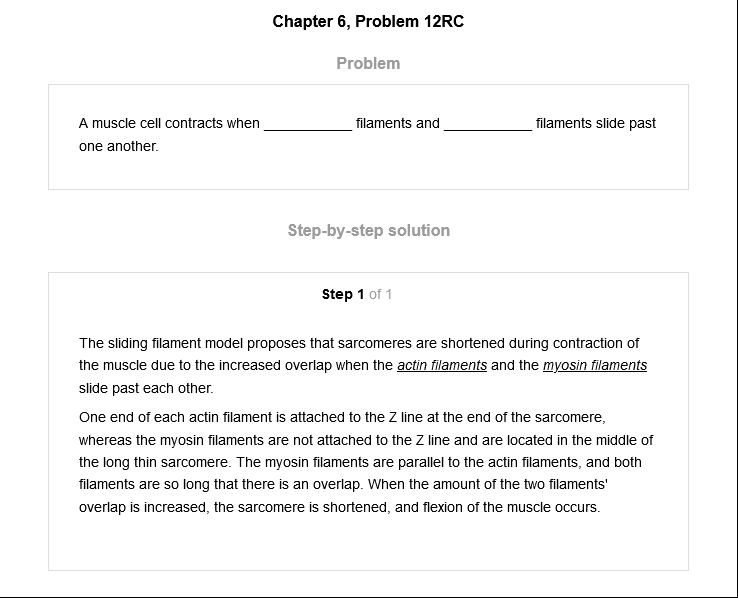 Chapter 6, Problem 12RC
Problem
A muscle cell contracts when ___________ filaments and ___________ filaments slide past
one another.
Step-by-step solution
Step 1 of 1
The sliding filament model proposes that sarcomeres are shortened during contraction of
the muscle due to the increased overlap when the actin filaments and the myosin filaments
slide past each other.
One end of each actin filament is attached to the Z line at the end of the sarcomere,
whereas the myosin filaments are not attached to the Z line and are located in the middle of
the long thin sarcomere. The myosin filaments are parallel to the actin filaments, and both
filaments are so long that there is an overlap. When the amount of the two filaments'
overlap is increased, the sarcomere is shortened, and flexion of the muscle occurs.